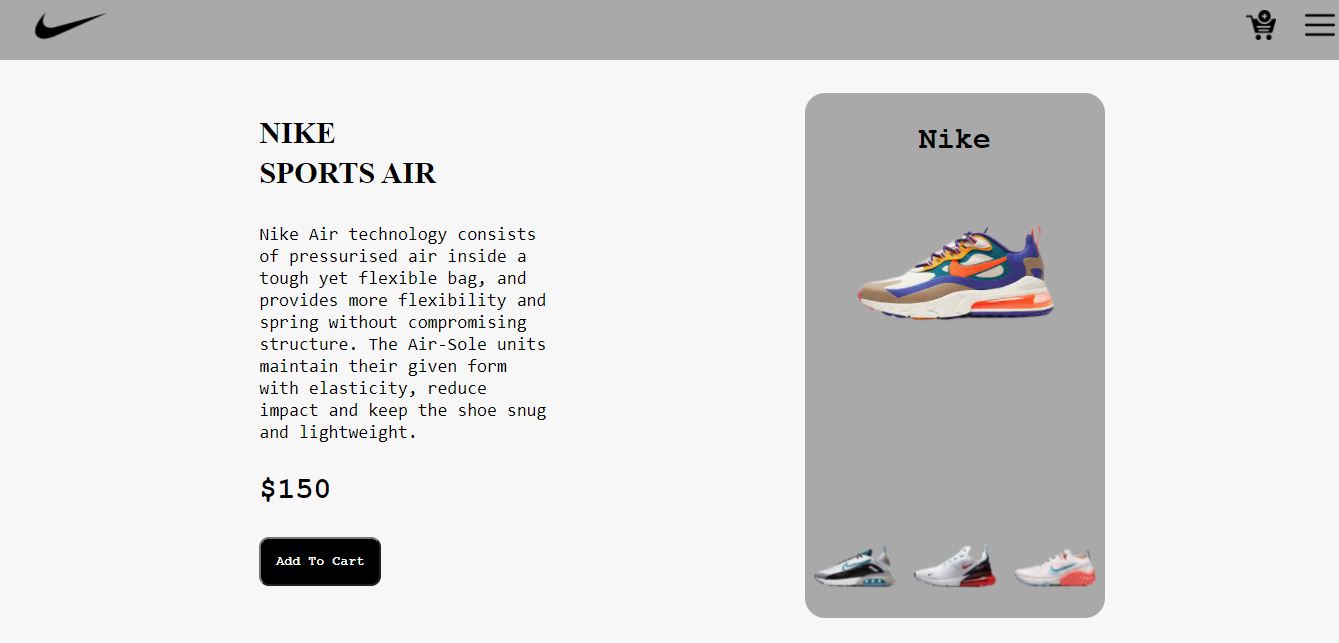 NIKE
SPORTS AIR
Nike Air technology consists
of pressurised air inside a
tough yet flexible bag, and
provides more flexibility and
spring without compromising
structure. The Air-Sole units
maintain their given form
with elasticity, reduce
impact and keep the shoe snug
and lightweight.
$150
Add To Cart
Nike